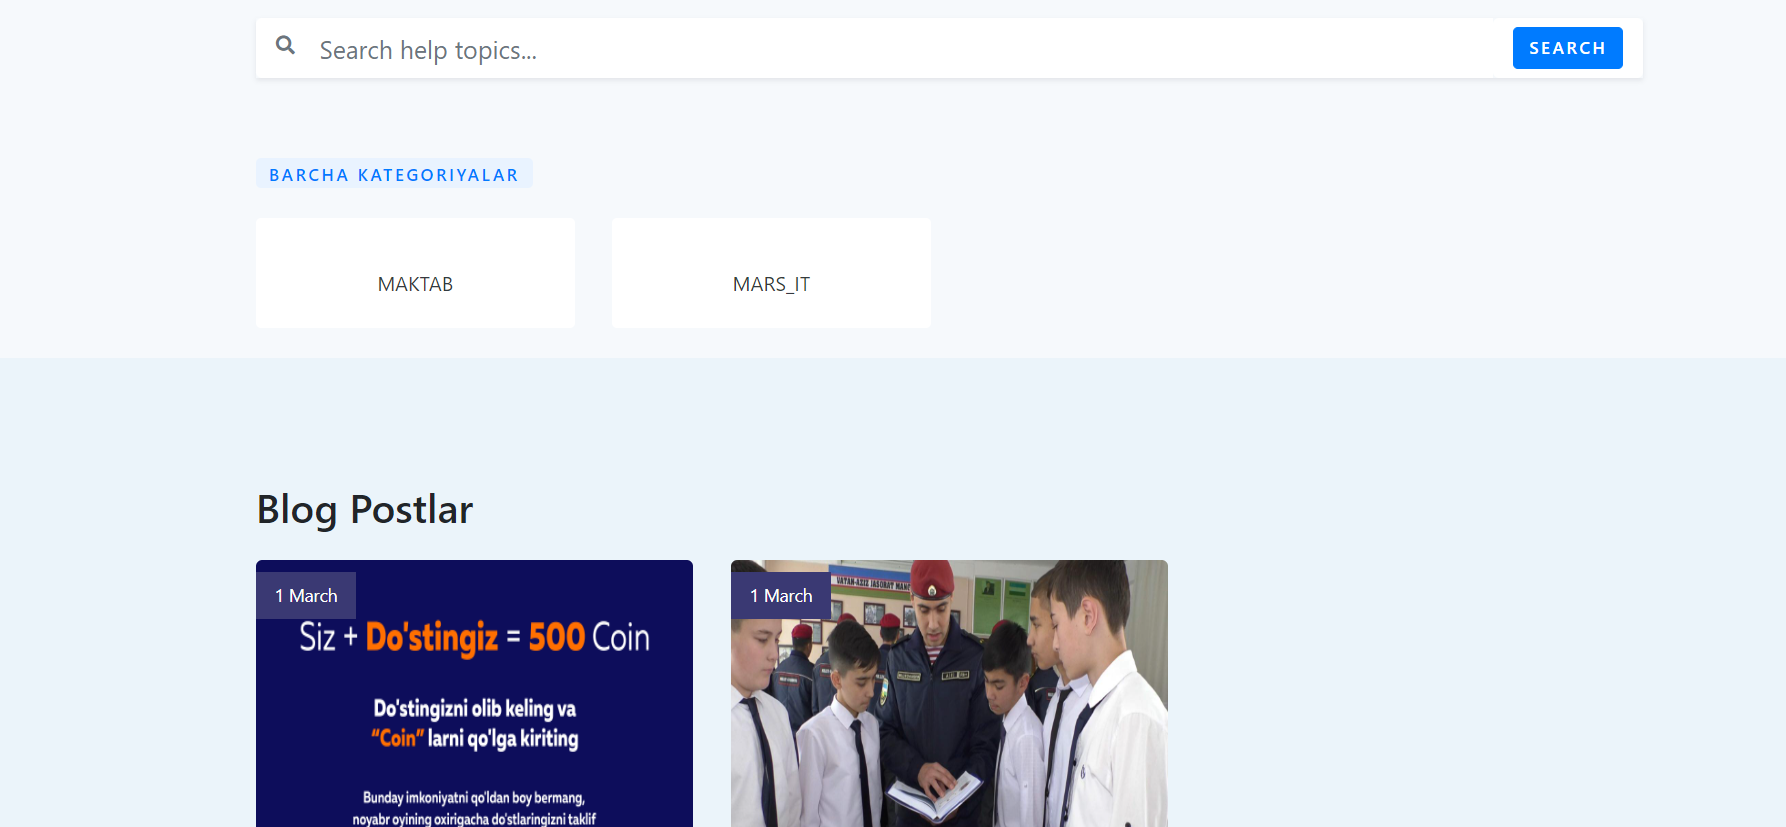 Search help topics...
SEARCH
BARCHA KATEGORIYALAR
MAKTAB
MARS_IT
Blog Postlar
1 March
Siz + Do'stingiz = 500 Coin
Do'stingizni olib keling va
“Coin” larni qo'lga kiriting
Bunday imkoniyatni qo'ldan boy bermang,
noyabr oyining oxirigacha do'stlaringizni taklif
1 March
VATAN-AZIZ JASORAT